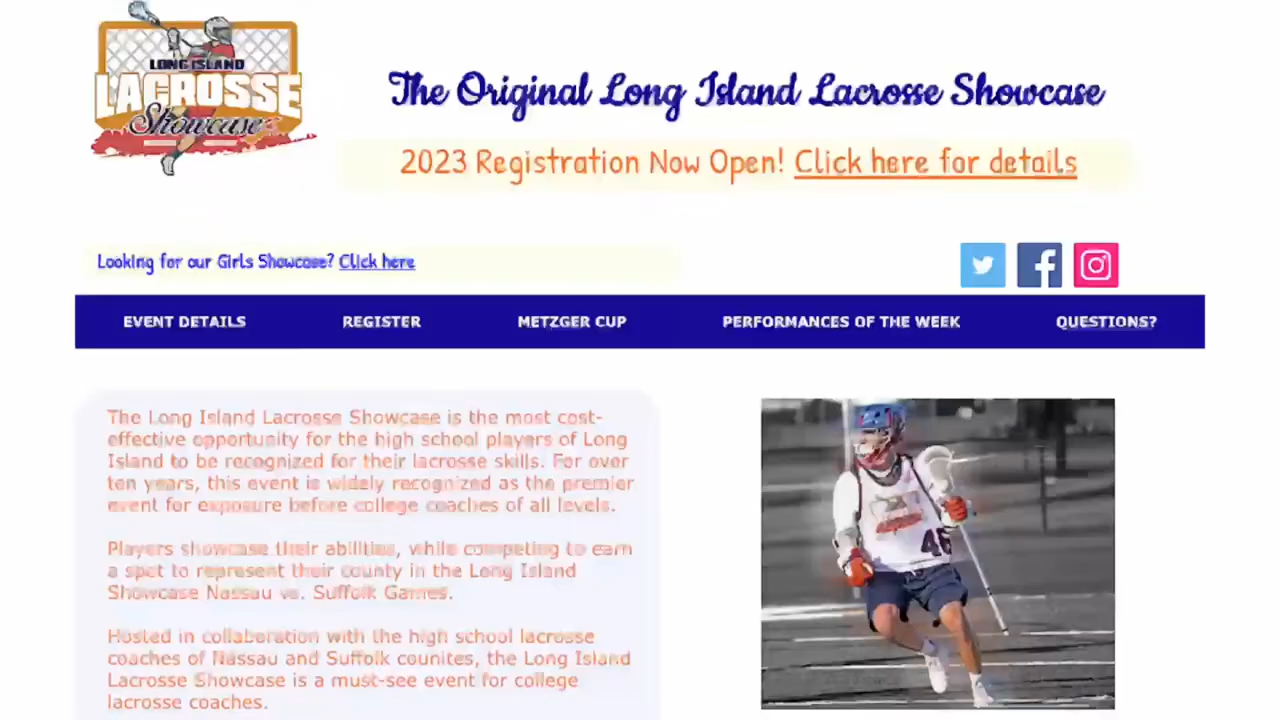 LONG ISLAND
LACROSSE
Showcase
The Original Long Island Lacrosse Showcase
2023 Registration Now Open! Click here for details
Looking for our Girls Showcase? Click here
EVENT DETAILS REGISTER METZGER CUP PERFORMANCES OF THE WEEK QUESTIONS?
The Long Island Lacrosse Showcase is the most cost-
effective opportunity for the high school players of Long
Island to be recognized for their lacrosse skills. For over
ten years, this event is widely recognized as the premier
event for exposure before college coaches of all levels.
Players showcase their abilities, while competing to earn
a spot to represent their county in the Long Island
Showcase Nassau vs. Suffolk Games.
Hosted in collaboration with the high school lacrosse
coaches of Nassau and Suffolk counites, the Long Island
Lacrosse Showcase is a must-see event for college
lacrosse coaches.
46